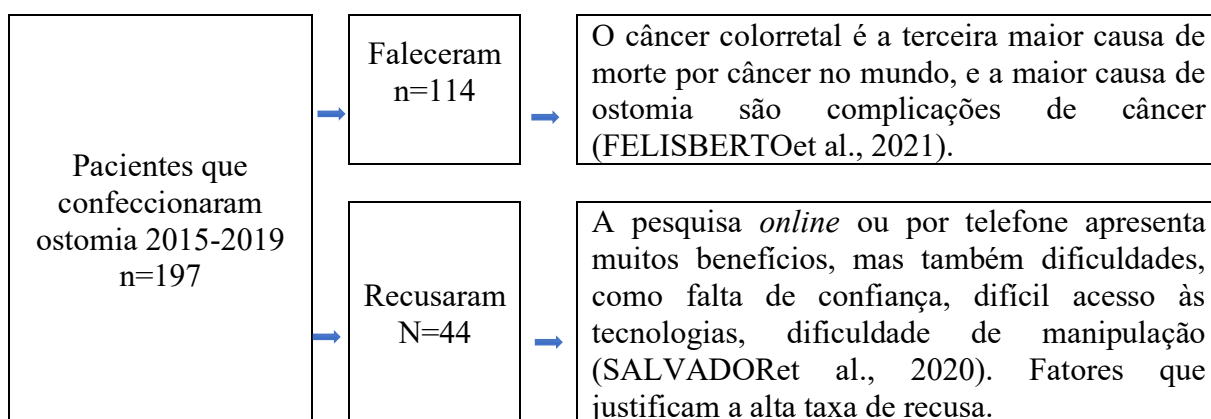 Pacientes que
confeccionaram
ostomia 2015-2019
n=197
Faleceram
n=114
O câncer colorretal é a terceira maior causa de
morte por câncer no mundo, e a maior causa de
ostomia são complicações de câncer
(FELISBERTOet al., 2021).
Recusaram
N=44
A pesquisa online ou por telefone apresenta
muitos benefícios, mas também dificuldades,
como falta de confiança, difícil acesso às
tecnologias, dificuldade de manipulação
(SALVADORet al., 2020). Fatores que
justificam a alta taxa de recusa.